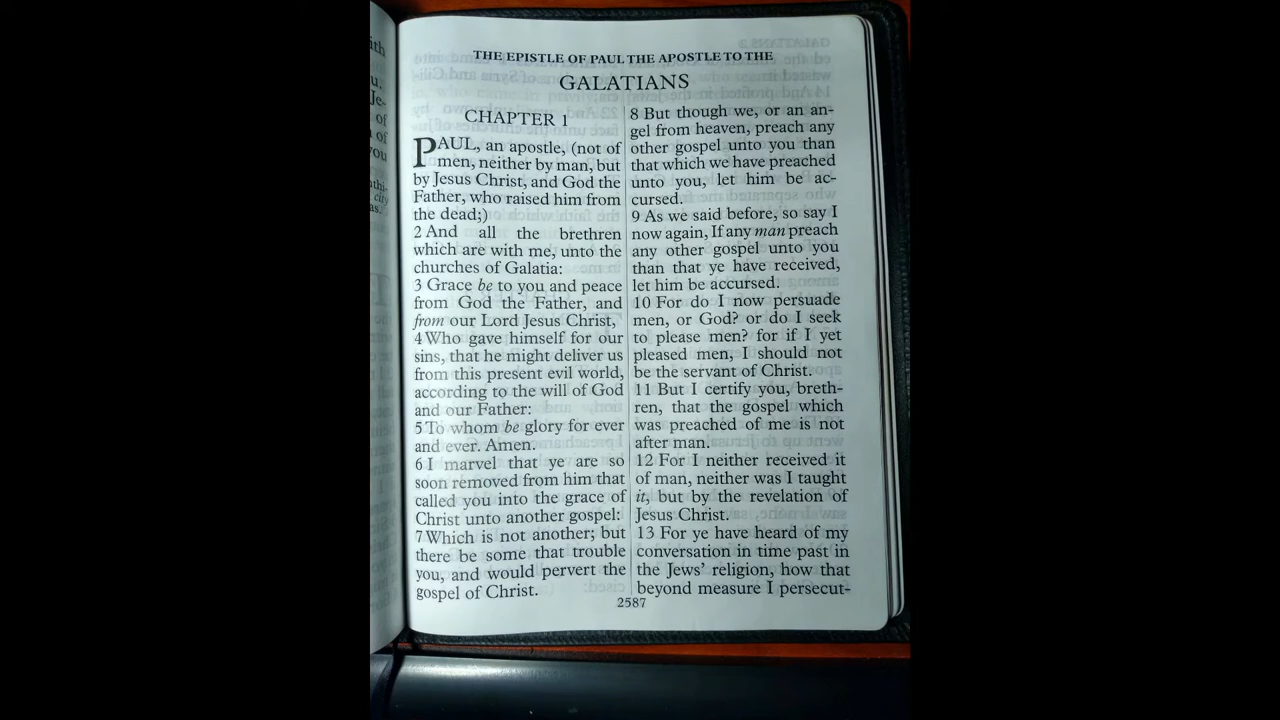 ith
u.
Je-
of
of
you
city
as.
THE EPISTLE OF PAUL THE APOSTLE TO THE
GALATIANS
CHAPTER 1
PAUL, an apostle, (not of
men, neither by man, but
by Jesus Christ, and God the
Father, who raised him from
the dead;)
2 And all the brethren
which are with me, unto the
churches of Galatia:
3 Grace be to you and peace
from God the Father, and
from our Lord Jesus Christ,
4 Who gave himself for our
sins, that he might deliver us
from this present evil world,
according to the will of God
and our Father:
5 To whom be glory for ever
and ever. Amen.
6 I marvel that ye are so
soon removed from him that
called you into the grace of
Christ unto another gospel:
7 Which is not another; but
there be some that trouble
you, and would pervert the
gospel of Christ.
8 But though we, or an an-
gel from heaven, preach any
other gospel unto you than
that which we have preached
unto you, let him be ac-
cursed.
9 As we said before, so say I
now again, If any man preach
any other gospel unto you
than that ye have received,
let him be accursed.
10 For do I now persuade
men, or God? or do I seek
to please men? for if I yet
pleased men, I should not
be the servant of Christ.
11 But I certify you, breth-
ren, that the gospel which
was preached of me is not
after man.
12 For I neither received it
of man, neither was I taught
it, but by the revelation of
Jesus Christ.
13 For ye have heard of my
conversation in time past in
the Jews' religion, how that
beyond measure I persecut-
2587